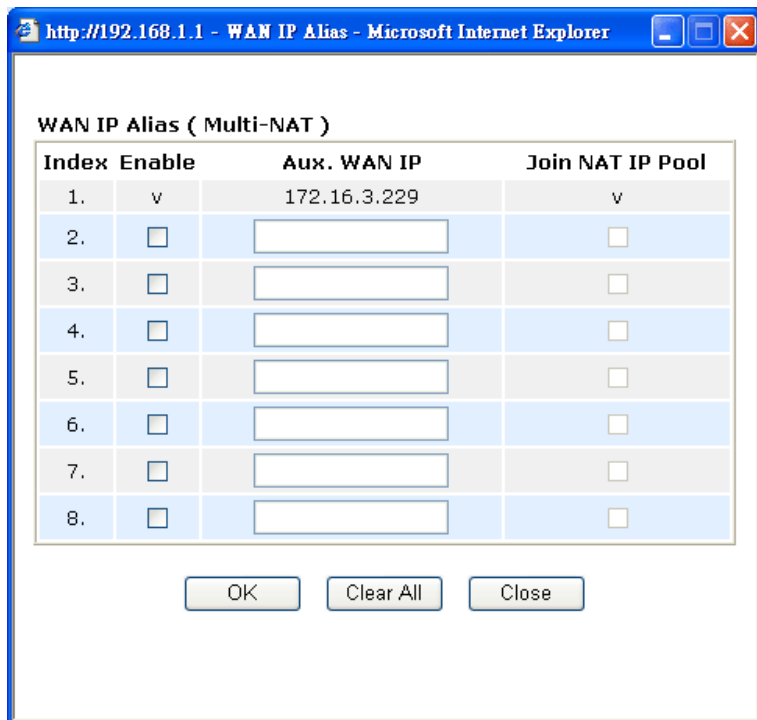 http://192.168.1.1 - WAN IP Alias - Microsoft Internet Explorer
WAN IP Alias ( Multi-NAT )
Index Enable Aux. WAN IP Join NAT IP Pool
1. v 172.16.3.229 v
2.
3.
4.
5.
6.
7.
8.
OK Clear All Close